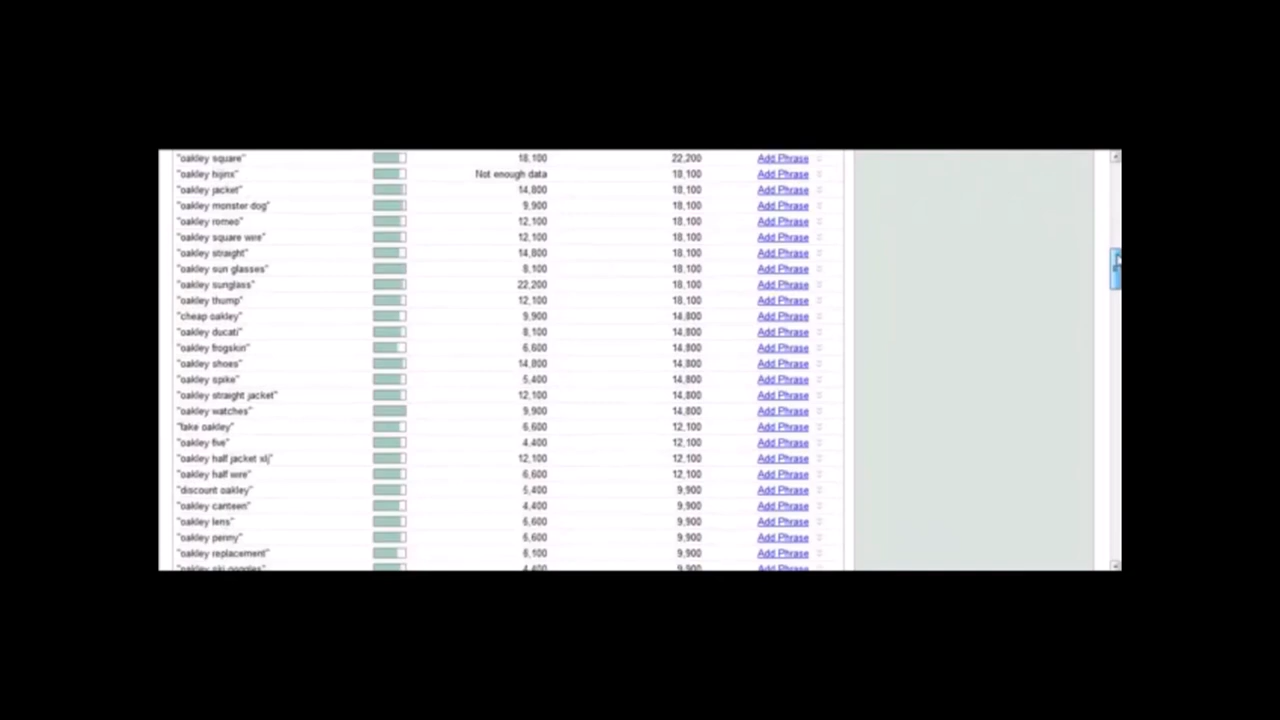 "oakley square" 18,100 22,200 Add Phrase
"oakley hijinx" Not enough data 18,100 Add Phrase
"oakley jacket" 14,800 18,100 Add Phrase
"oakley monster dog" 9,900 18,100 Add Phrase
"oakley romeo" 12,100 18,100 Add Phrase
"oakley square wire" 12,100 18,100 Add Phrase
"oakley straight" 14,800 18,100 Add Phrase
"oakley sun glasses" 8,100 18,100 Add Phrase
"oakley sunglass" 22,200 18,100 Add Phrase
"oakley thump" 12,100 18,100 Add Phrase
"cheap oakley" 9,900 14,800 Add Phrase
"oakley ducati" 8,100 14,800 Add Phrase
"oakley frogskin" 6,600 14,800 Add Phrase
"oakley shoes" 14,800 14,800 Add Phrase
"oakley spike" 5,400 14,800 Add Phrase
"oakley straight jacket" 12,100 14,800 Add Phrase
"oakley watches" 9,900 14,800 Add Phrase
"fake oakley" 6,600 12,100 Add Phrase
"oakley five" 4,400 12,100 Add Phrase
"oakley half jacket xlj" 12,100 12,100 Add Phrase
"oakley half wire" 6,600 12,100 Add Phrase
"discount oakley" 5,400 9,900 Add Phrase
"oakley canteen" 4,400 9,900 Add Phrase
"oakley lens" 6,600 9,900 Add Phrase
"oakley penny" 6,600 9,900 Add Phrase
"oakley replacement" 8,100 9,900 Add Phrase
"oakley ski goggles" 4,400 9,900 Add Phrase